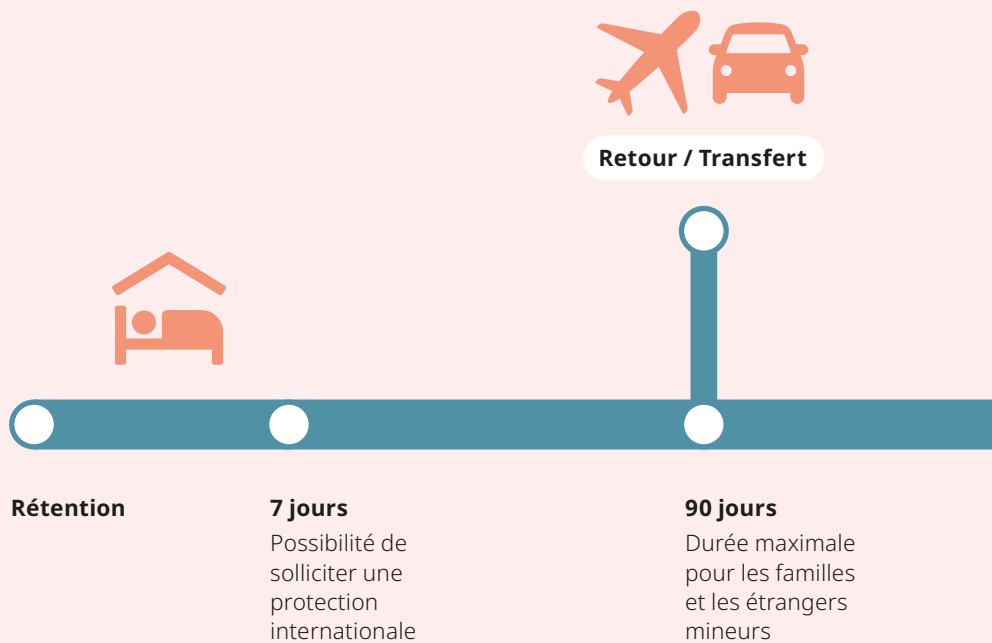 Retour / Transfert
Rétention
7 jours
Possibilité de
solliciter une
protection
internationale
90 jours
Durée maximale
pour les familles
et les étrangers
mineurs